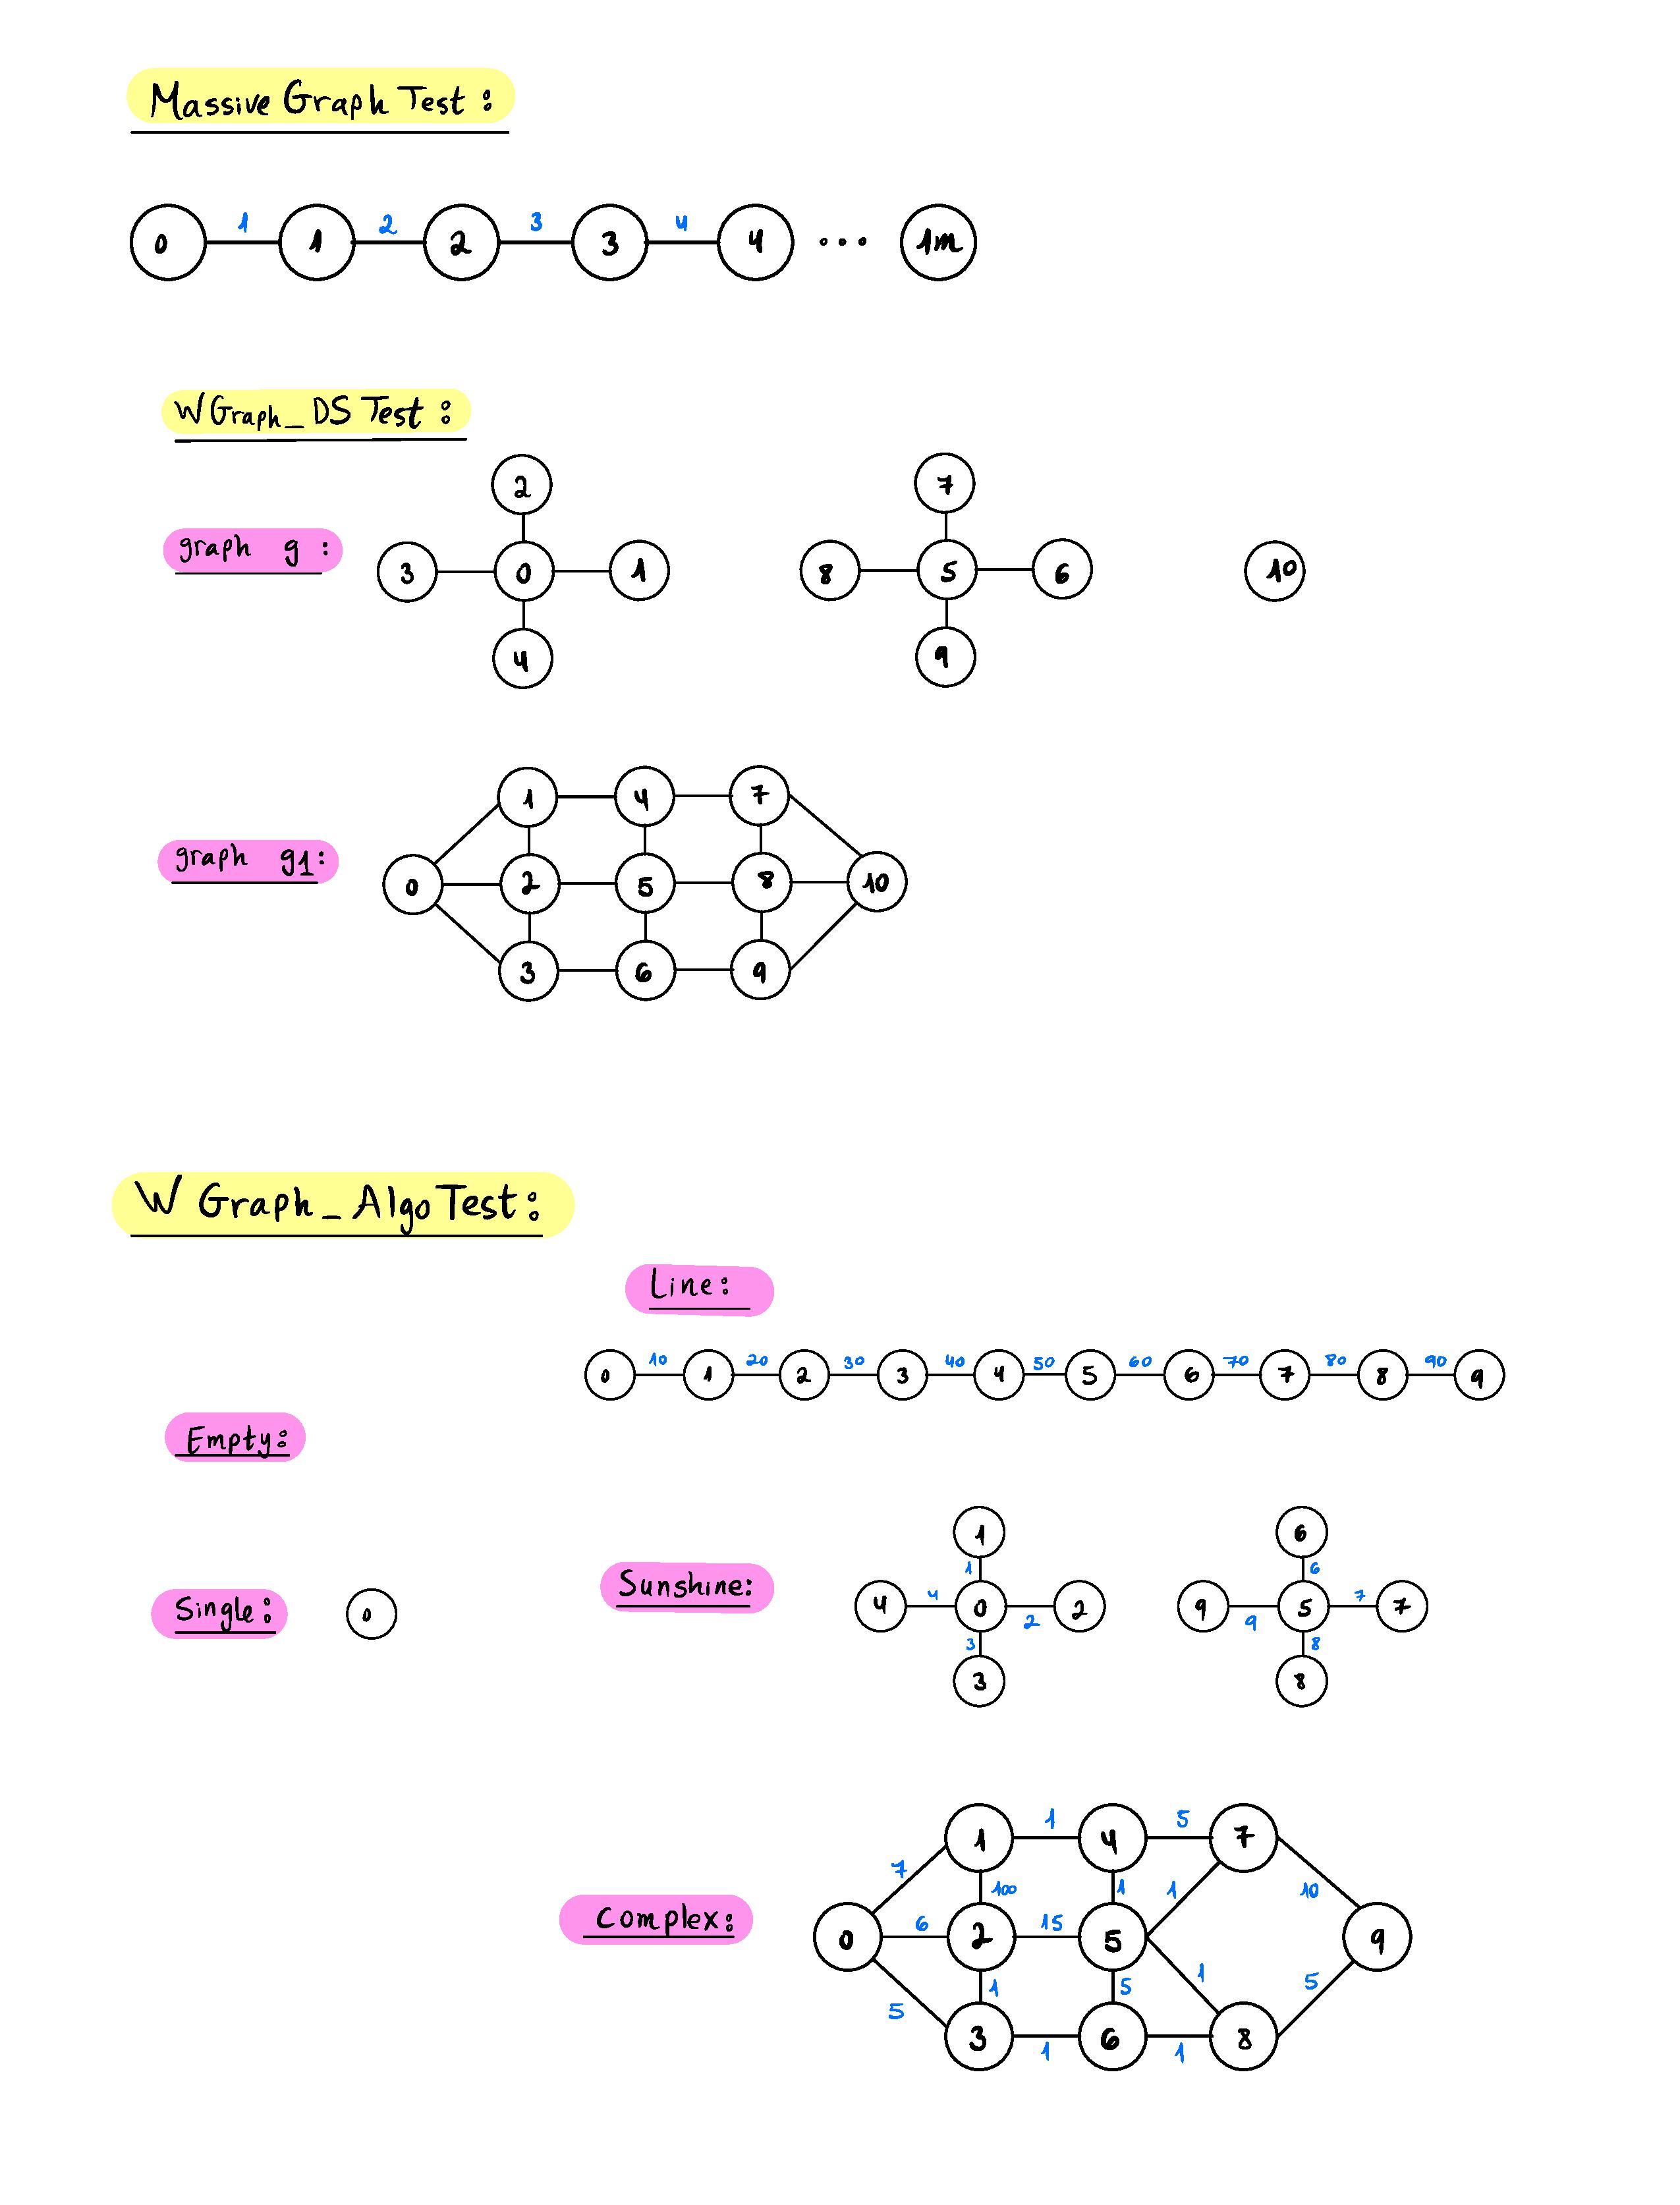 Massive Graph Test:
1 2 3 4
0 1 2 3 4 ... 1m
WGraph_DS Test:
2 7
graph g:
3 0 1 8 5 6 10
4 9
1 4 7
graph g1:
0 2 5 8 10
3 6 9
W Graph_Algo Test:
Line:
10 20 30 40 50 60 70 80 90
0 1 2 3 4 5 6 7 8 9
Empty:
1 6
1 6
Sunshine:
4 7
4 0 2 9 5 7
Single: 0
2 9
3 8
3 8
1 5
1 4 7
7
100 1 1 10
Complex:
6 15
0 2 5 9
1 5 1 5
5
3 6 8
1 1